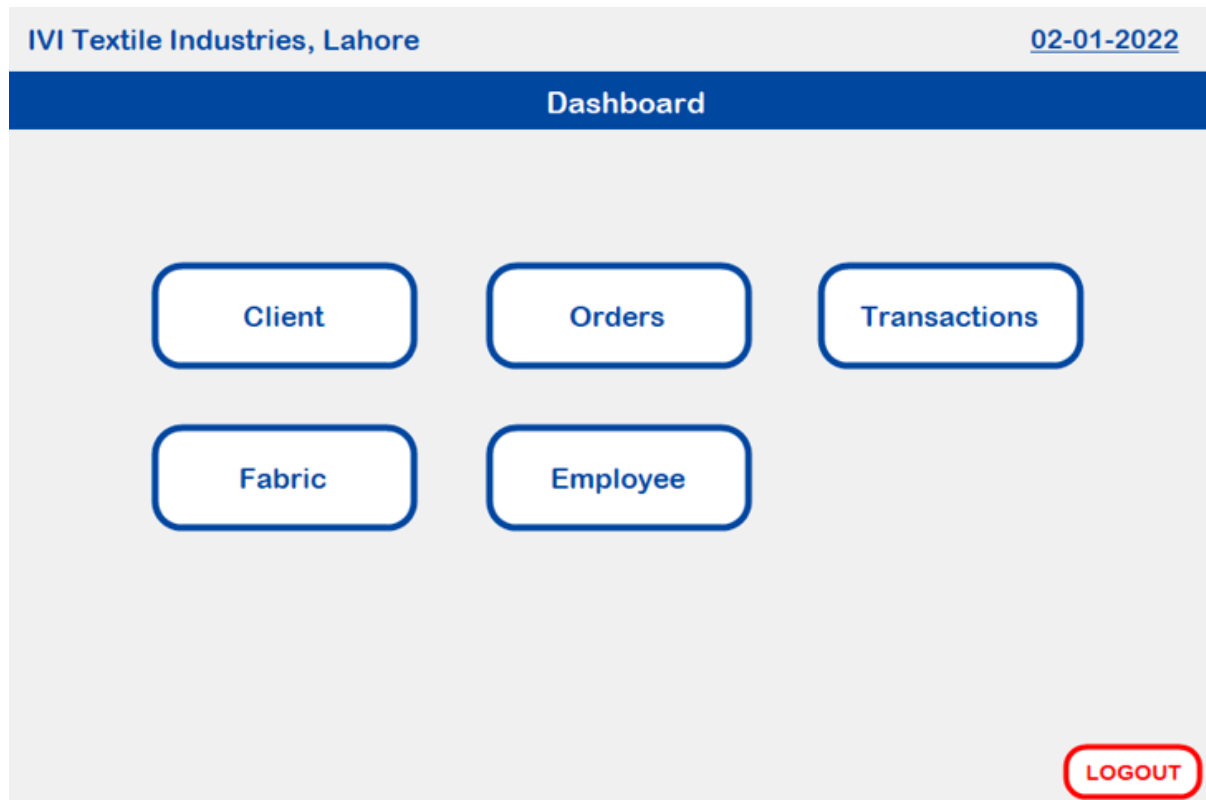 IVI Textile Industries, Lahore 02-01-2022
Dashboard
Client Orders Transactions
Fabric Employee
LOGOUT